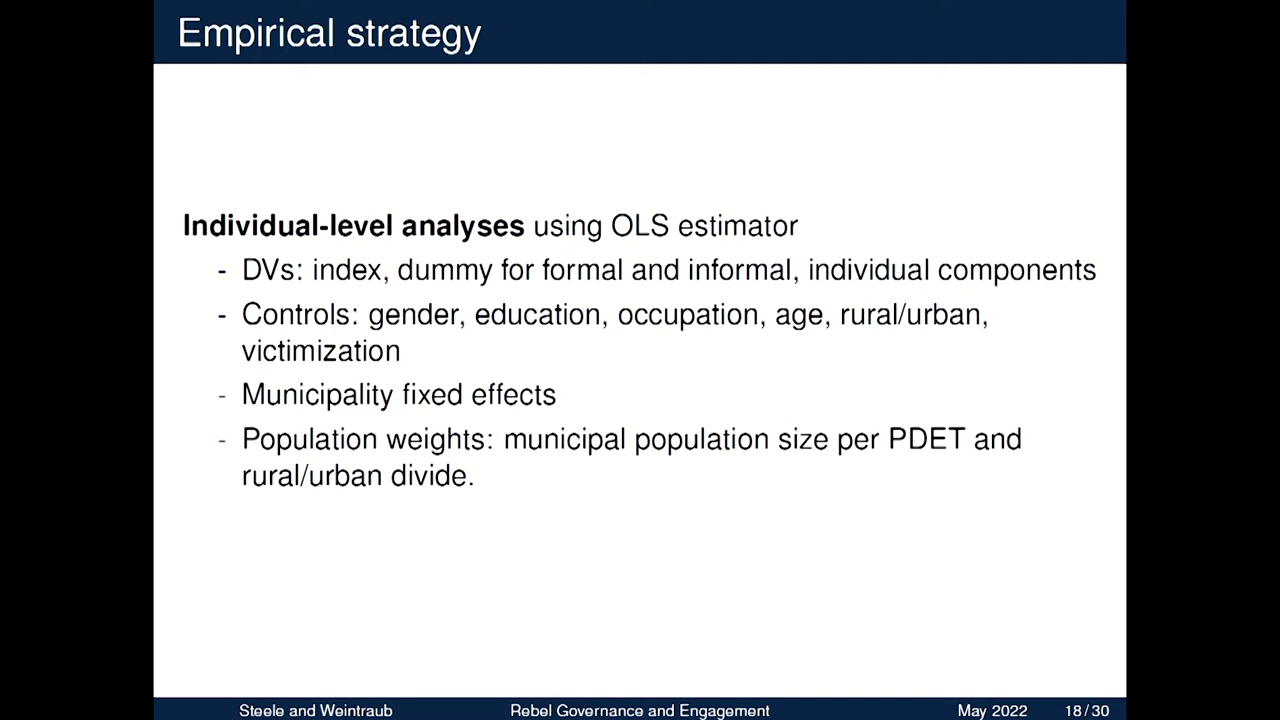 Empirical strategy
Individual-level analyses using OLS estimator
- DVs: index, dummy for formal and informal, individual components
- Controls: gender, education, occupation, age, rural/urban,
victimization
- Municipality fixed effects
- Population weights: municipal population size per PDET and
rural/urban divide.
Steele and Weintraub Rebel Governance and Engagement May 2022 18 / 30